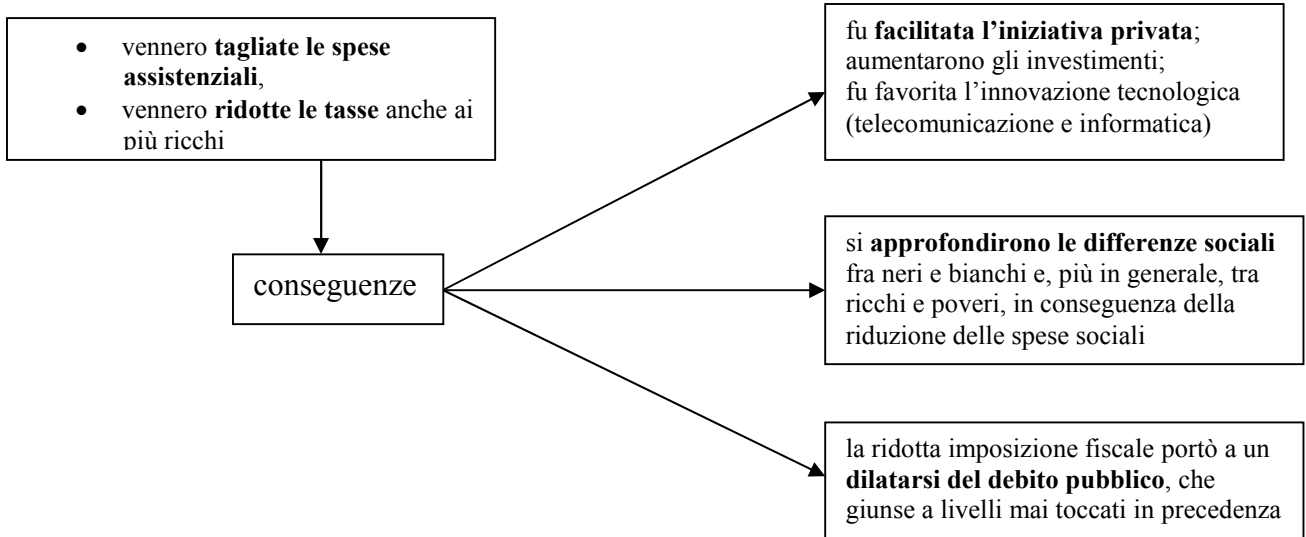 • vennero tagliate le spese
assistenziali,
• vennero ridotte le tasse anche ai
più ricchi
conseguenze
fu facilitata l’iniziativa privata;
aumentarono gli investimenti;
fu favorita l’innovazione tecnologica
(telecomunicazione e informatica)
si approfondirono le differenze sociali
fra neri e bianchi e, più in generale, tra
ricchi e poveri, in conseguenza della
riduzione delle spese sociali
la ridotta imposizione fiscale portò a un
dilatarsi del debito pubblico, che
giunse a livelli mai toccati in precedenza